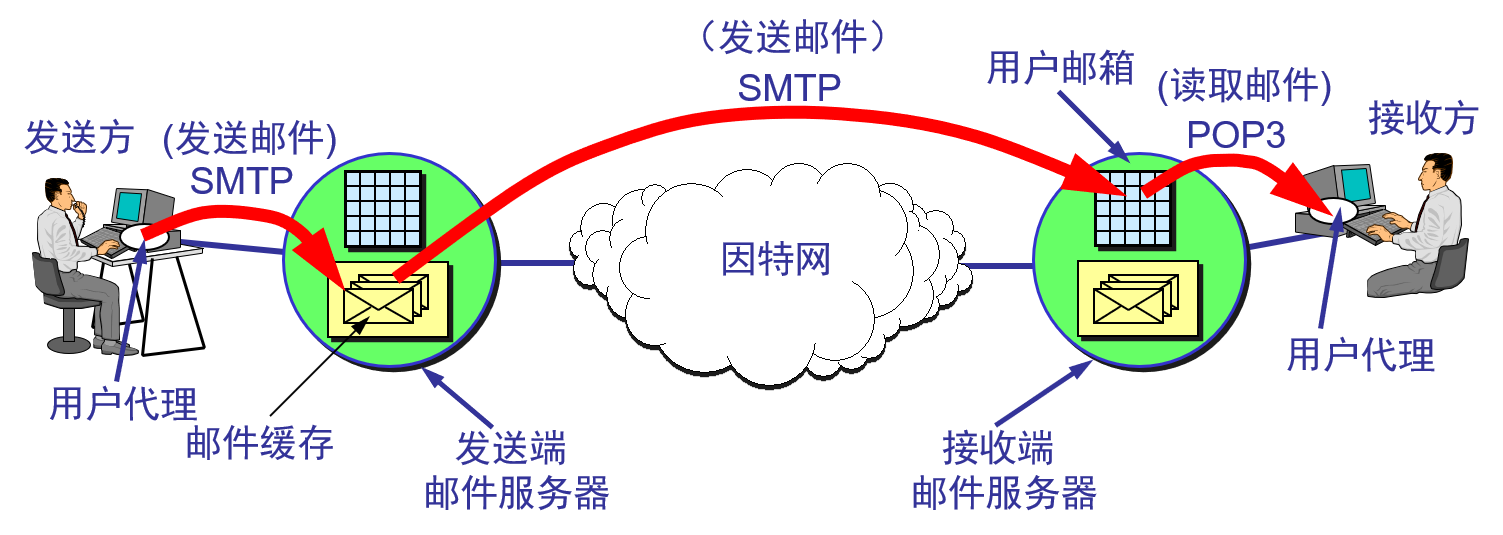 （发送邮件）
SMTP
用户邮箱
(读取邮件)
POP3
接收方
发送方
(发送邮件)
SMTP
因特网
用户代理
邮件缓存
发送端
邮件服务器
接收端
邮件服务器
用户代理